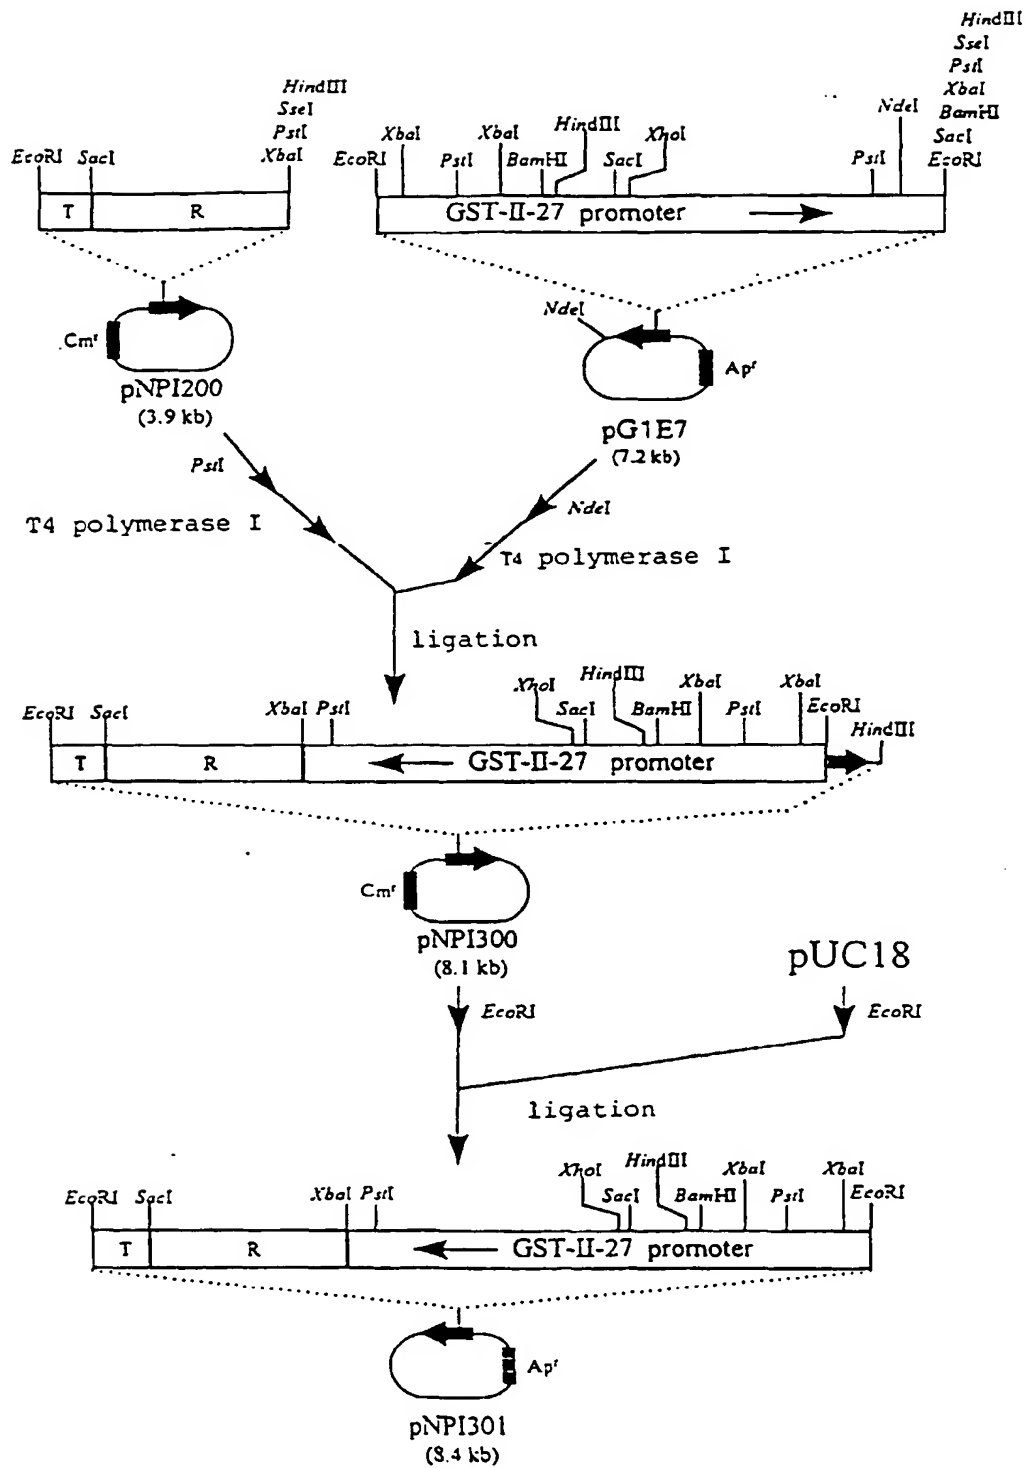 HindIII
SseI
PstI
XbaI
EcoRI SacI
T R
HindIII
SseI
PstI
XbaI
NdeI BamHI
SacI
XbaI XbaI HindIII XhoI
EcoRI PstI BamHI SacI PstI EcoRI
GST-II-27 promoter
Cmr
pNPI200
(3.9 kb)
NdeI
Apr
pG1E7
(7.2 kb)
PstI
T4 polymerase I
NdeI
T4 polymerase I
ligation
XhoI HindIII XbaI XbaI
EcoRI SacI XbaI PstI SacI BamHI PstI EcoRI HindIII
T R GST-II-27 promoter
Cmr
pNPI300
(8.1 kb)
pUC18
EcoRI EcoRI
ligation
XhoI HindIII XbaI XbaI
EcoRI SacI XbaI PstI SacI BamHI PstI EcoRI
T R GST-II-27 promoter
Apr
pNPI301
(8.4 kb)